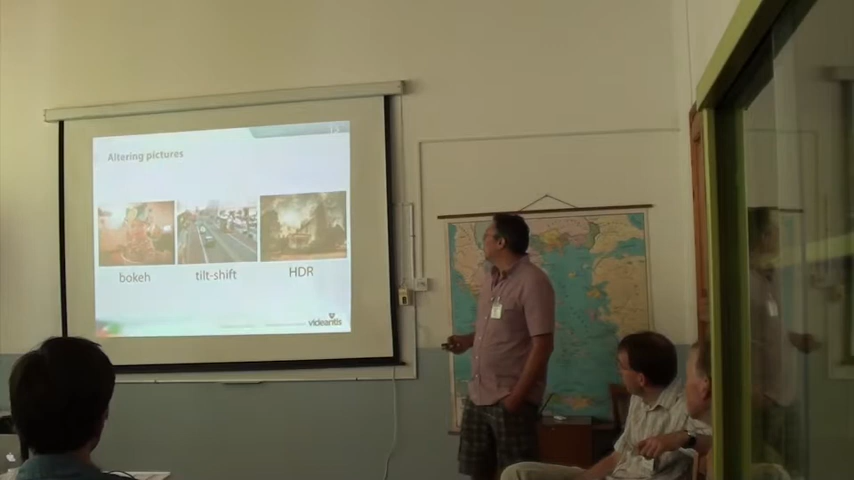 Altering pictures
bokeh
tilt-shift
HDR
videantis